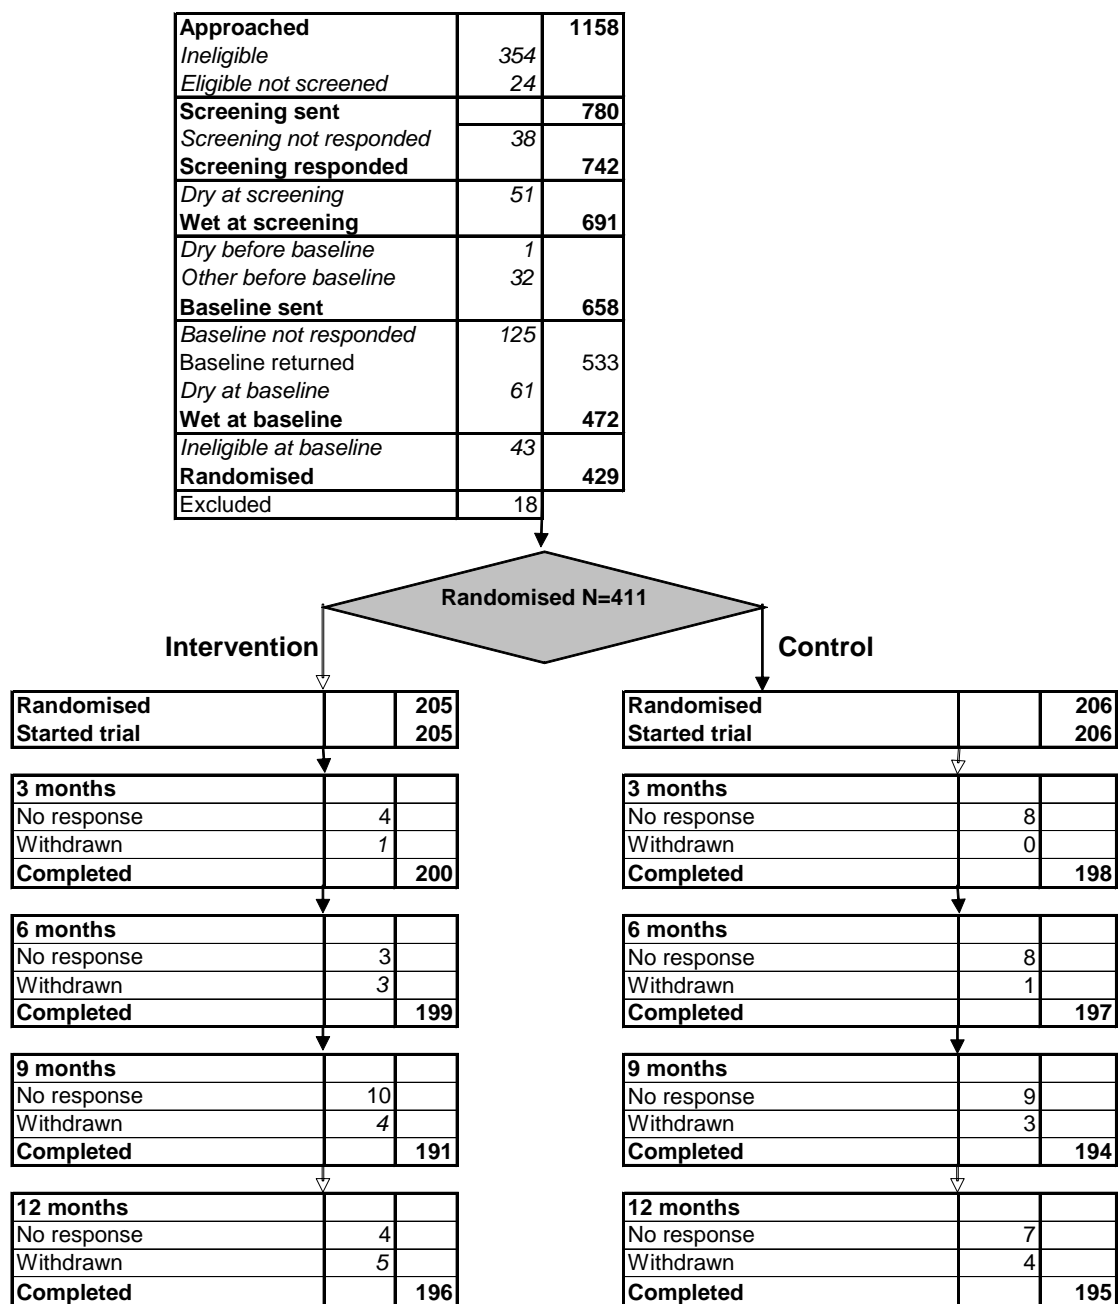 Approached 1158
Ineligible 354
Eligible not screened 24
Screening sent 780
Screening not responded 38
Screening responded 742
Dry at screening 51
Wet at screening 691
Dry before baseline 1
Other before baseline 32
Baseline sent 658
Baseline not responded 125
Baseline returned 533
Dry at baseline 61
Wet at baseline 472
Ineligible at baseline 43
Randomised 429
Excluded 18
Randomised N=411
Intervention
Randomised 205
Started trial 205
3 months
No response 4
Withdrawn 1
Completed 200
6 months
No response 3
Withdrawn 3
Completed 199
9 months
No response 10
Withdrawn 4
Completed 191
12 months
No response 4
Withdrawn 5
Completed 196
Control
Randomised 206
Started trial 206
3 months
No response 8
Withdrawn 0
Completed 198
6 months
No response 8
Withdrawn 1
Completed 197
9 months
No response 9
Withdrawn 3
Completed 194
12 months
No response 7
Withdrawn 4
Completed 195